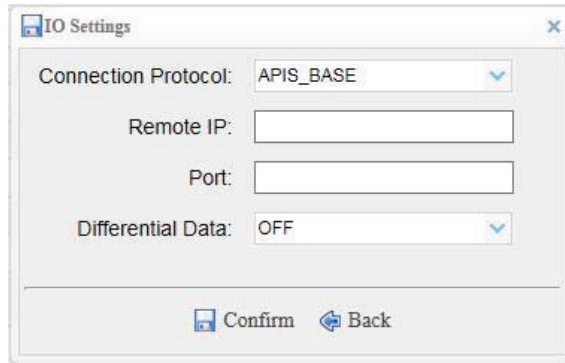 IO Settings
Connection Protocol: APIS_BASE
Remote IP:
Port:
Differential Data: OFF
Confirm Back